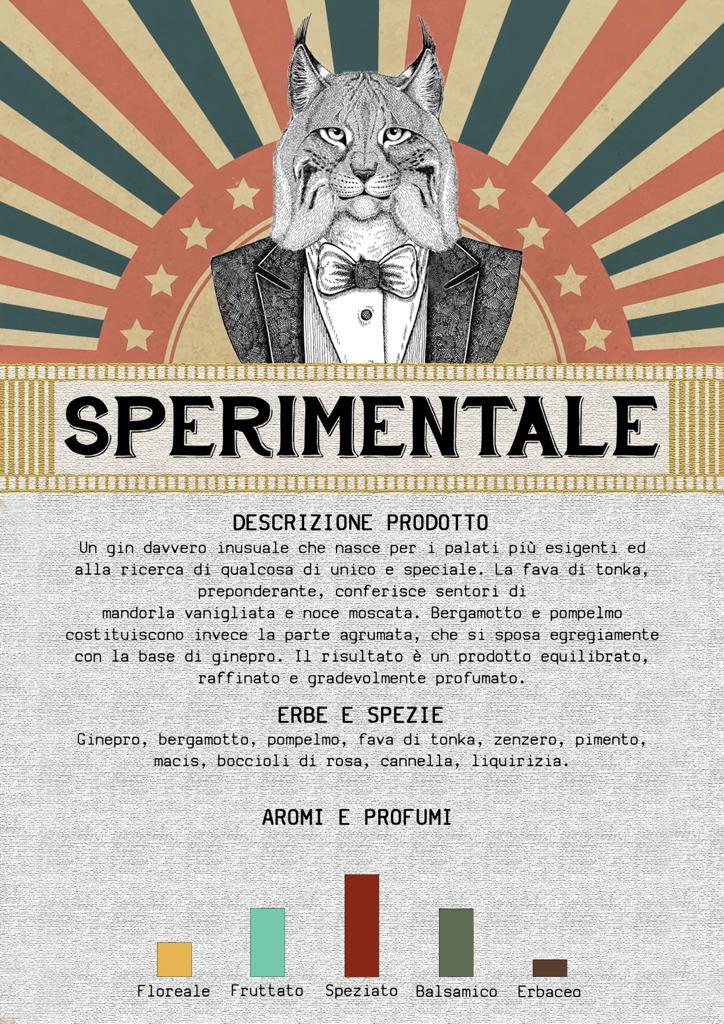 SPERIMENTALE
DESCRIZIONE PRODOTTO
Un gin davvero inusuale che nasce per i palati più esigenti ed
alla ricerca di qualcosa di unico e speciale. La fava di tonka,
preponderante, conferisce sentori di
mandorla vanigliata e noce moscata. Bergamotto e pompelmo
costituiscono invece la parte agrumata, che si sposa egregiamente
con la base di ginepro. Il risultato è un prodotto equilibrato,
raffinato e gradevolmente profumato.
ERBE E SPEZIE
Ginepro, bergamotto, pompelmo, fava di tonka, zenzero, pimento,
macis, boccioli di rosa, cannella, liquirizia.
AROMI E PROFUMI
Floreale Fruttato Speziato Balsamico Erbaceo